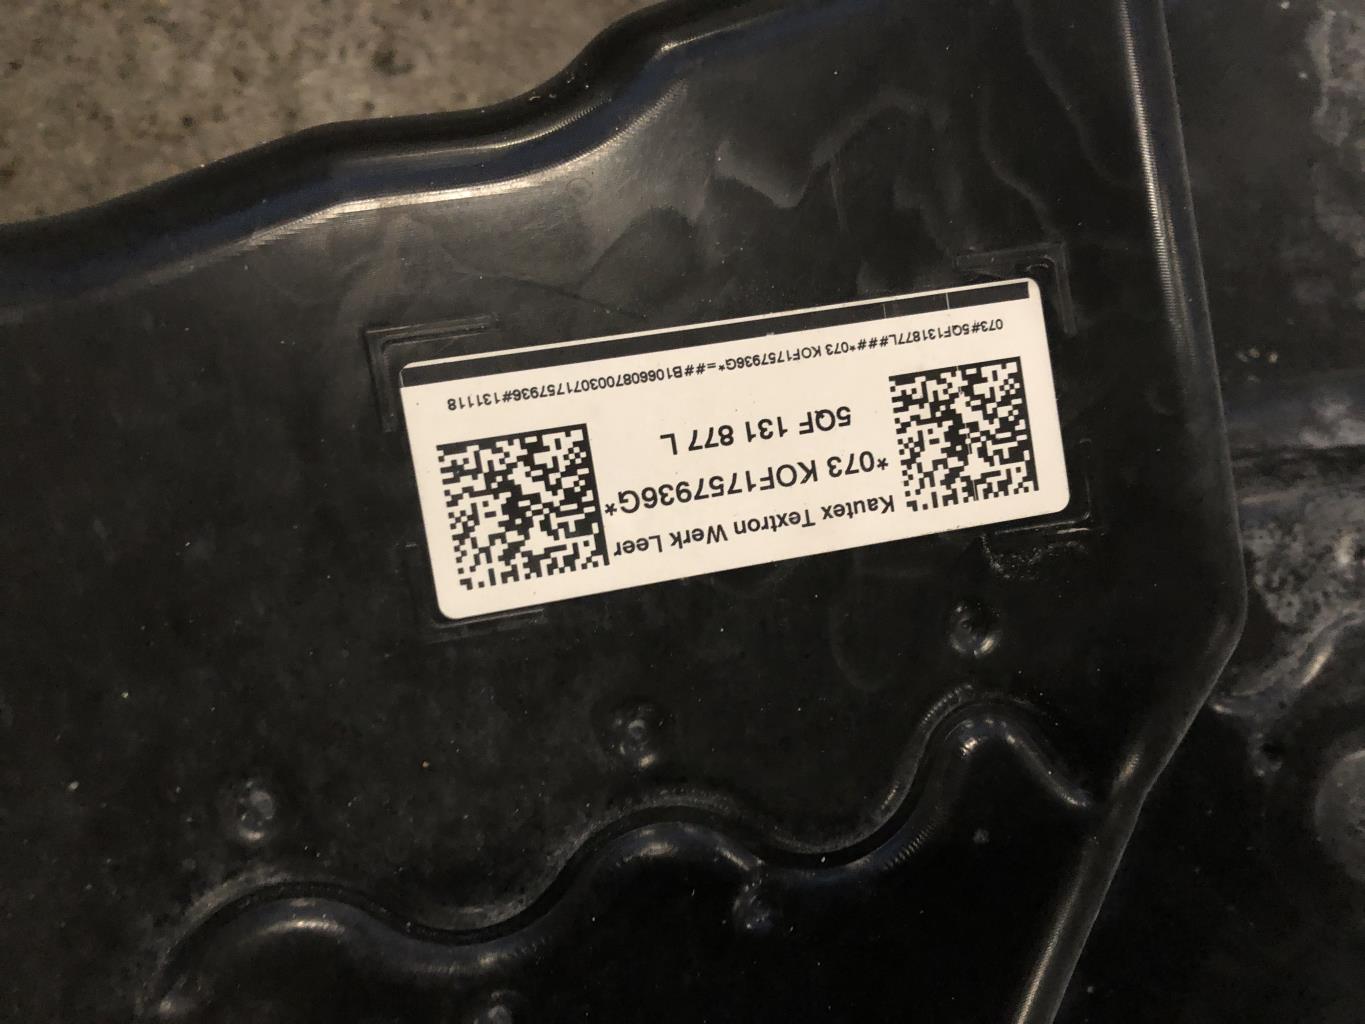 Kautex Textron Werk Leer
*073 KOF1757936G*
5QF 131 877 L
073#5QF131877L###*073 KOF1757936G*=##B1066087003071757936#131118